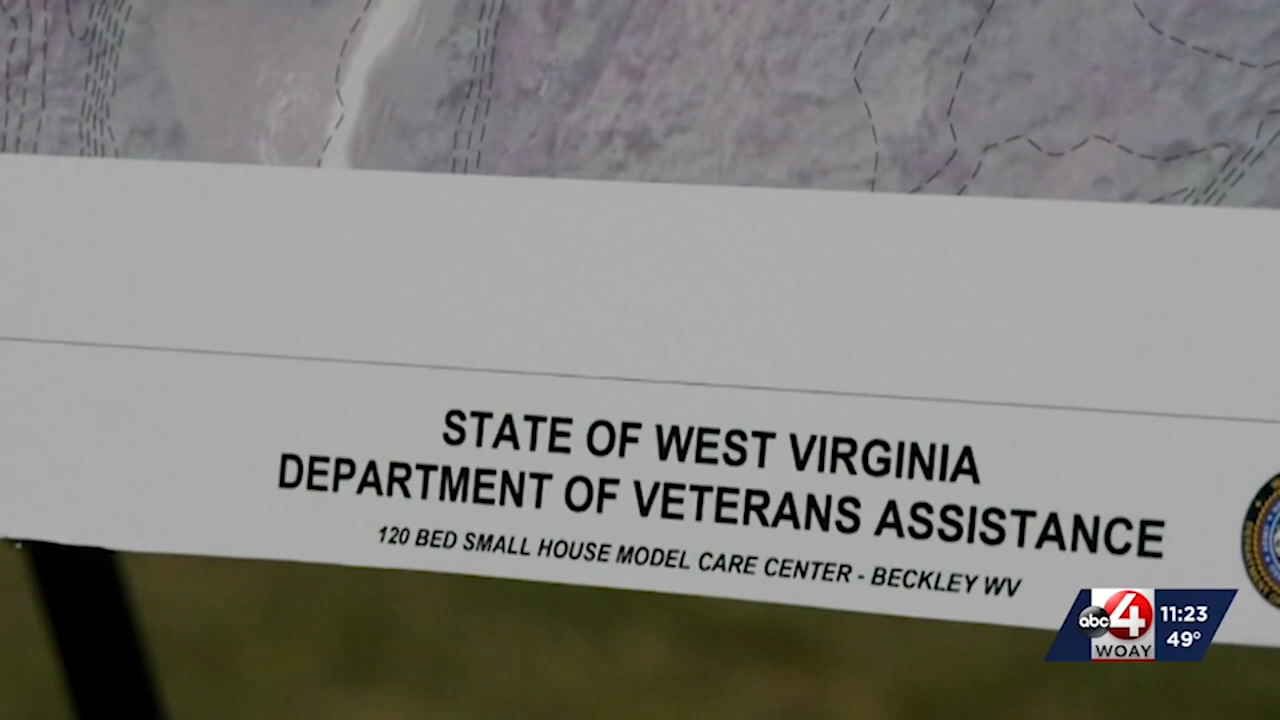 STATE OF WEST VIRGINIA
DEPARTMENT OF VETERANS ASSISTANCE
120 BED SMALL HOUSE MODEL CARE CENTER - BECKLEY WV
abc 4 11:23
WOAY 49°